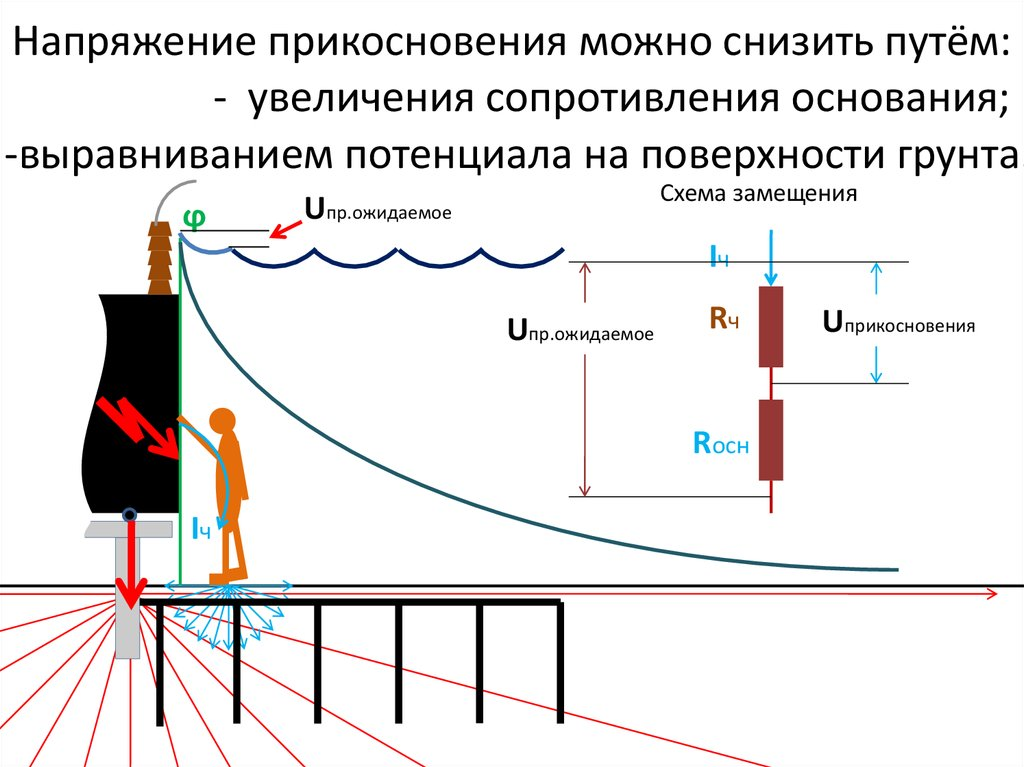 Напряжение прикосновения можно снизить путём:
- увеличения сопротивления основания;
-выравниванием потенциала на поверхности грунта.
Схема замещения
φ
Uпр.ожидаемое
Iч
Rч
Uприкосновения
Uпр.ожидаемое
Rосн
Iч